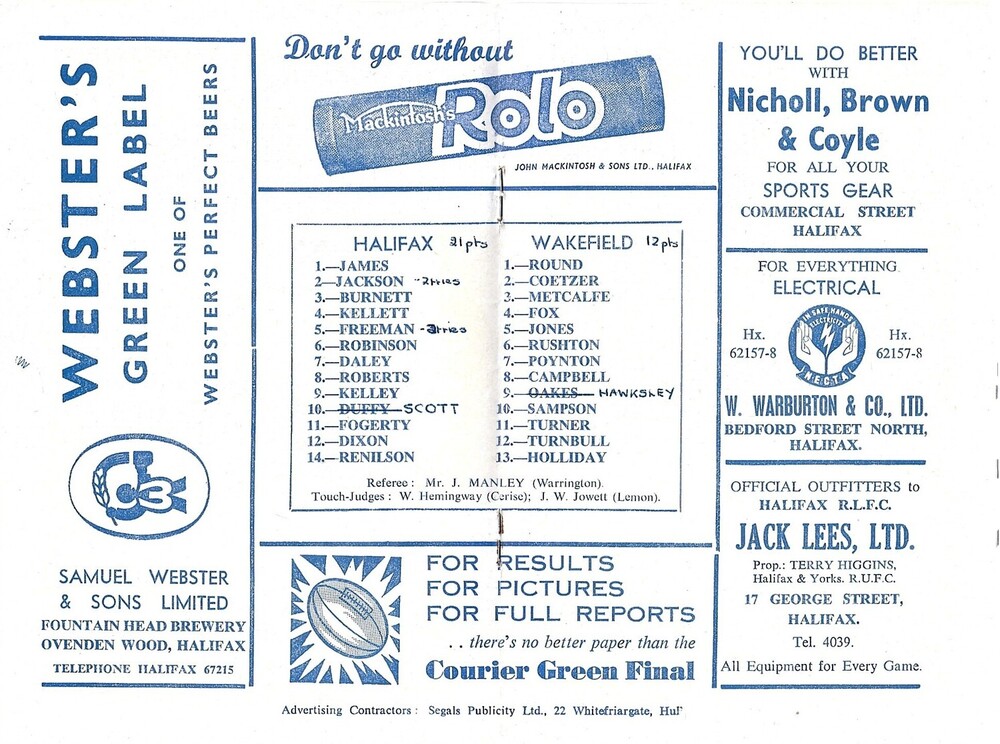 WEBSTER'S
GREEN LABEL
ONE OF
WEBSTER'S PERFECT BEERS
SAMUEL WEBSTER
& SONS LIMITED
FOUNTAIN HEAD BREWERY
OVENDEN WOOD, HALIFAX
TELEPHONE HALIFAX 67215
Don't go without
Mackintosh's Rolo
JOHN MACKINTOSH & SONS LTD., HALIFAX
HALIFAX 31pts
1.—JAMES
2—JACKSON - 2tries
3.—BURNETT
4.—KELLETT
5.—FREEMAN - 3tries
6.—ROBINSON
7.—DALEY
8.—ROBERTS
9.—KELLEY
10.—DUFFY—SCOTT
11.—FOGERTY
12.—DIXON
14.—RENILSON
WAKEFIELD 12pts
1.—ROUND
2.—COETZER
3.—METCALFE
4.—FOX
5.—JONES
6.—RUSHTON
7.—POYNTON
8.—CAMPBELL
9.—OAKES—HAWKSLEY
10.—SAMPSON
11.—TURNER
12.—TURNBULL
13.—HOLLIDAY
Referee : Mr. J. MANLEY (Warrington).
Touch-Judges : W. Hemingway (Cerise); J. W. Jowett (Lemon).
FOR RESULTS
FOR PICTURES
FOR FULL REPORTS
. . there's no better paper than the
Courier Green Final
Advertising Contractors : Segals Publicity Ltd., 22 Whitefriargate, Hull
YOU'LL DO BETTER
WITH
Nicholl, Brown
& Coyle
FOR ALL YOUR
SPORTS GEAR
COMMERCIAL STREET
HALIFAX
FOR EVERYTHING
ELECTRICAL
Hx.
62157-8
IN SAFE HANDS
ELECTRICITY
N.E.C.T.A.
Hx.
62157-8
W. WARBURTON & CO., LTD.
BEDFORD STREET NORTH,
HALIFAX.
OFFICIAL OUTFITTERS to
HALIFAX R.L.F.C.
JACK LEES, LTD.
Prop.: TERRY HIGGINS,
Halifax & Yorks. R.U.F.C.
17 GEORGE STREET,
HALIFAX.
Tel. 4039.
All Equipment for Every Game.